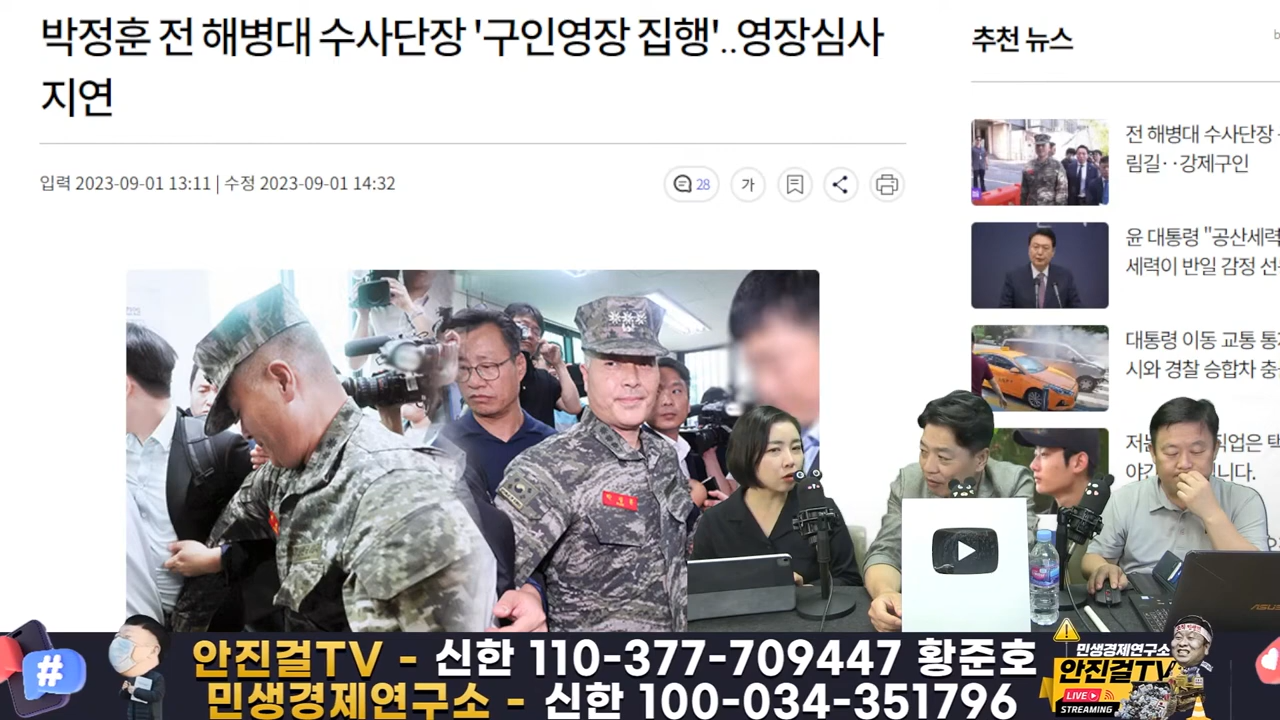 박정훈 전 해병대 수사단장 '구인영장 집행'..영장심사
지연
입력 2023-09-01 13:11 | 수정 2023-09-01 14:32
28
가
추천 뉴스
전 해병대 수사단장
림길··강제구인
윤 대통령 "공산세력
세력이 반일 감정 선
대통령 이동 교통 통
시와 경찰 승합차 충
#
안진걸TV - 신한 110-377-709447 황준호
민생경제연구소 - 신한 100-034-351796
민생경제연구소
안진걸TV
LIVE
STREAMING